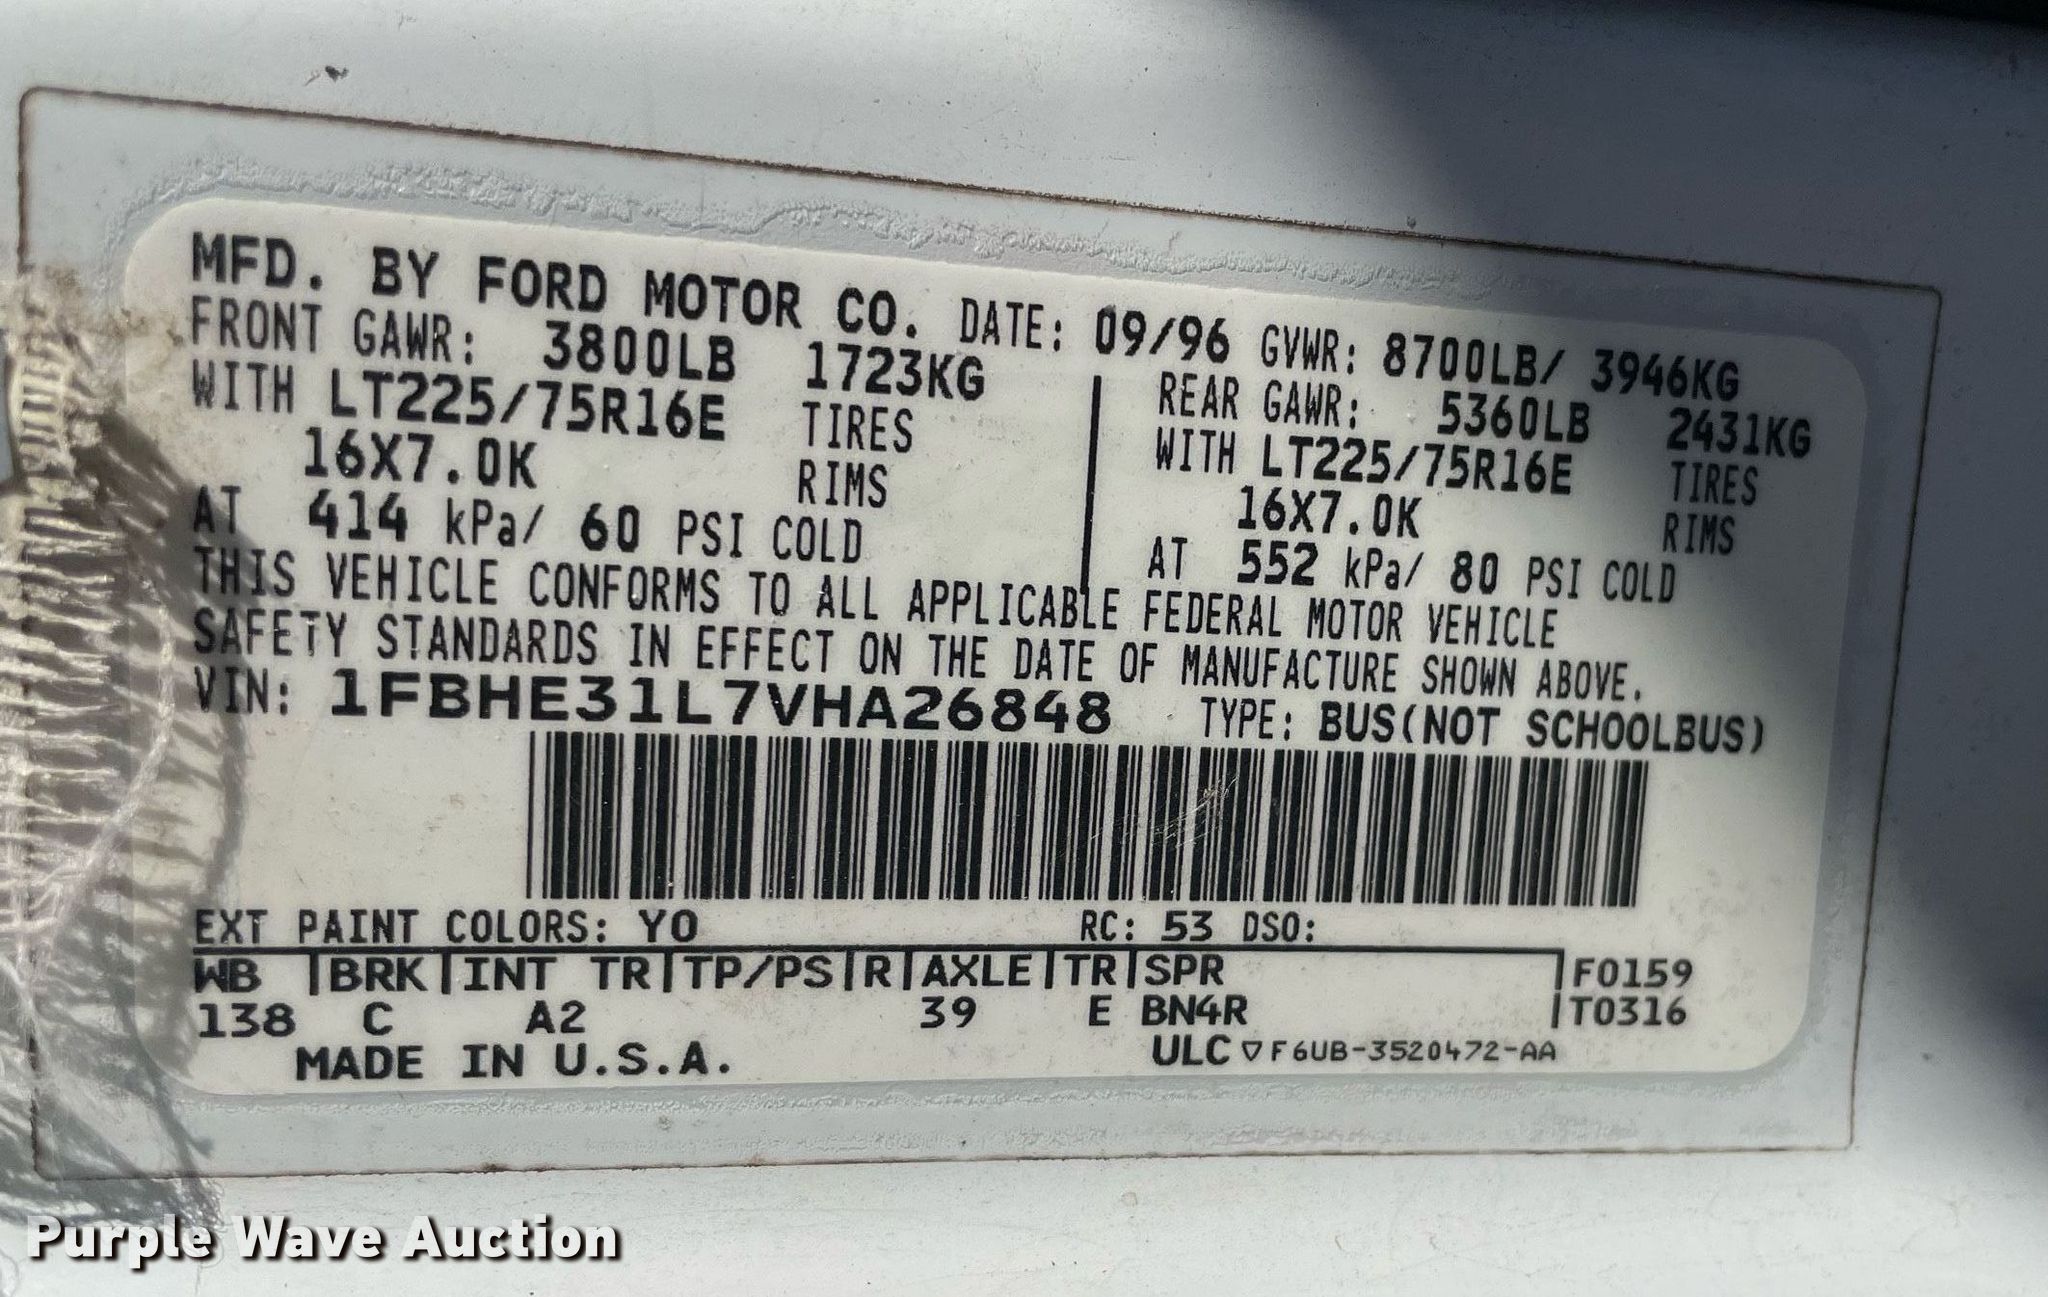 MFD. BY FORD MOTOR CO. DATE: 09/96 GVWR: 8700LB/ 3946KG
FRONT GAWR: 3800LB 1723KG REAR GAWR: 5360LB 2431KG
WITH LT225/75R16E TIRES WITH LT225/75R16E TIRES
16X7.0K RIMS 16X7.0K RIMS
AT 414 kPa/ 60 PSI COLD AT 552 kPa/ 80 PSI COLD
THIS VEHICLE CONFORMS TO ALL APPLICABLE FEDERAL MOTOR VEHICLE
SAFETY STANDARDS IN EFFECT ON THE DATE OF MANUFACTURE SHOWN ABOVE.
VIN: 1FBHE31L7VHA26848 TYPE: BUS(NOT SCHOOLBUS)
EXT PAINT COLORS: YO RC: 53 DSO:
WB |BRK|INT TR|TP/PS|R|AXLE|TR|SPR |F0159
138 C A2 39 E BN4R |T0316
MADE IN U.S.A. ULC ▽F6UB-3520472-AA
Purple Wave Auction